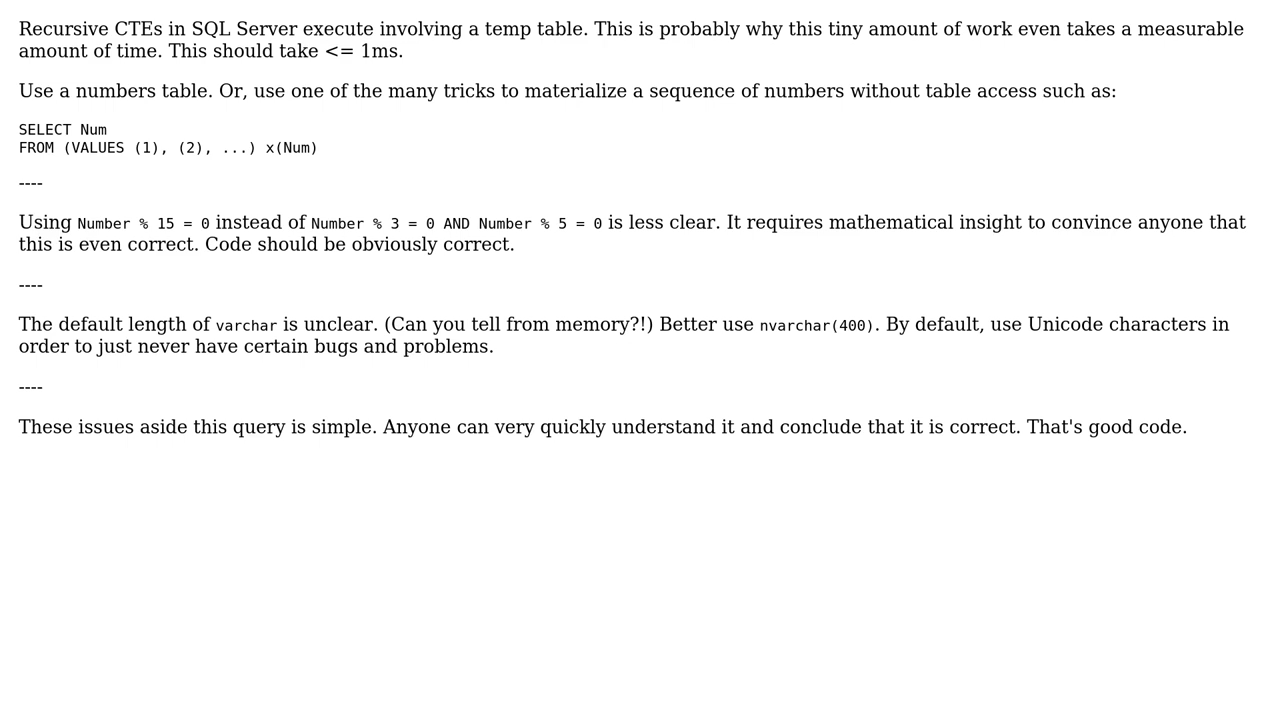 Recursive CTEs in SQL Server execute involving a temp table. This is probably why this tiny amount of work even takes a measurable
amount of time. This should take <= 1ms.
Use a numbers table. Or, use one of the many tricks to materialize a sequence of numbers without table access such as:
SELECT Num
FROM (VALUES (1), (2), ...) x(Num)
----
Using Number % 15 = 0 instead of Number % 3 = 0 AND Number % 5 = 0 is less clear. It requires mathematical insight to convince anyone that
this is even correct. Code should be obviously correct.
----
The default length of varchar is unclear. (Can you tell from memory?!) Better use nvarchar(400). By default, use Unicode characters in
order to just never have certain bugs and problems.
----
These issues aside this query is simple. Anyone can very quickly understand it and conclude that it is correct. That's good code.